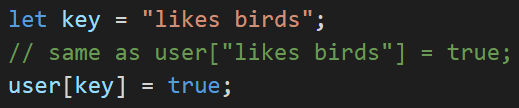 let key = "likes birds";
// same as user["likes birds"] = true;
user[key] = true;